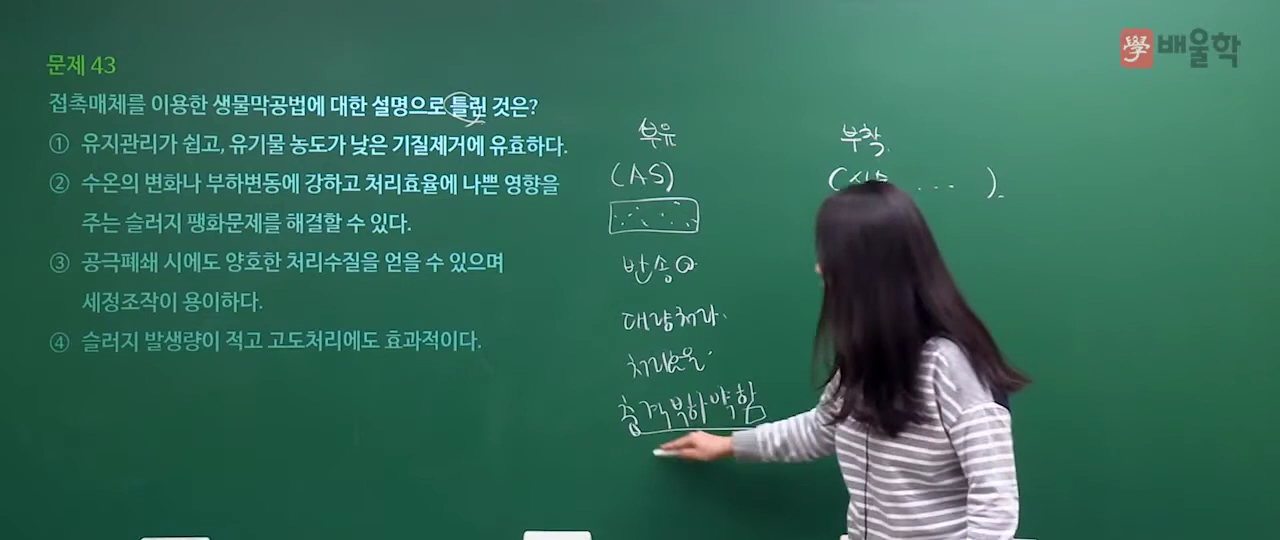 學 배울학
문제 43
접촉매체를 이용한 생물막공법에 대한 설명으로 틀린 것은?
① 유지관리가 쉽고, 유기물 농도가 낮은 기질제거에 유효하다.
② 수온의 변화나 부하변동에 강하고 처리효율에 나쁜 영향을
주는 슬러지 팽화문제를 해결할 수 있다.
③ 공극폐쇄 시에도 양호한 처리수질을 얻을 수 있으며
세정조작이 용이하다.
④ 슬러지 발생량이 적고 고도처리에도 효과적이다.
부유
(AS)
반송
대량처리
처리효율
충격부하 약함
부착
( ... )